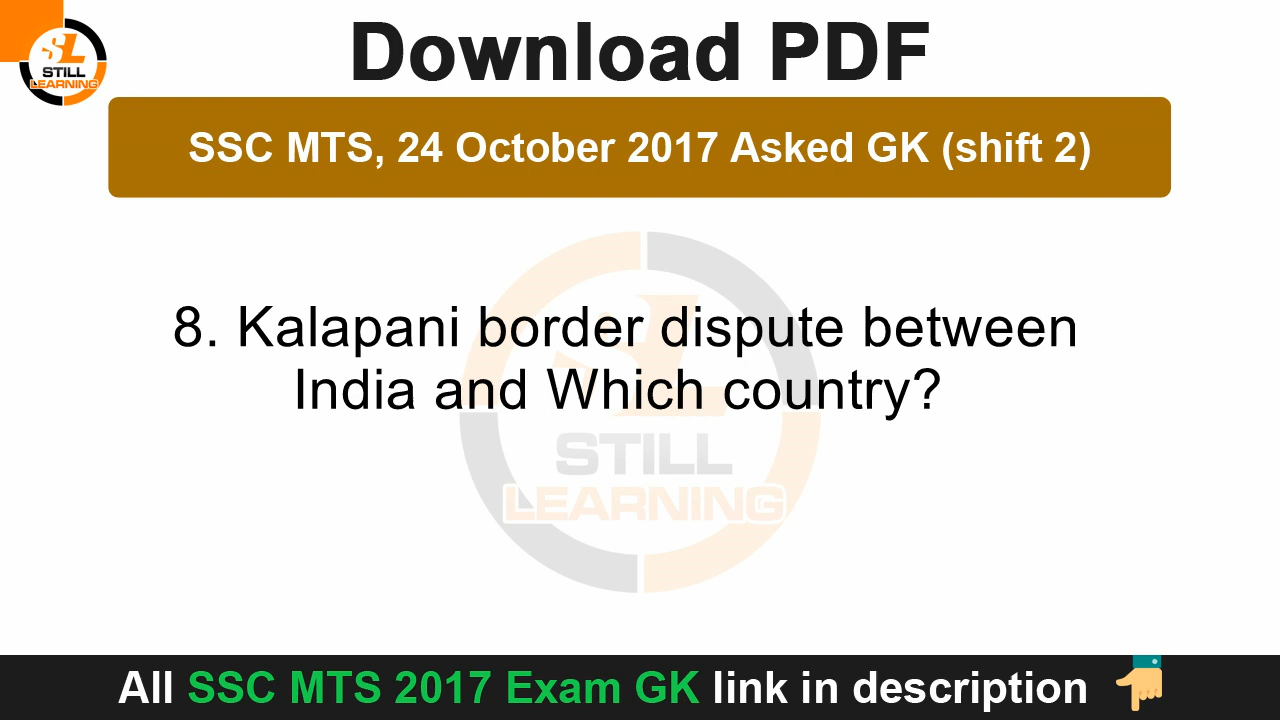 SL
STILL
LEARNING
Download PDF
SSC MTS, 24 October 2017 Asked GK (shift 2)
8. Kalapani border dispute between
India and Which country?
SL
STILL
LEARNING
All SSC MTS 2017 Exam GK link in description